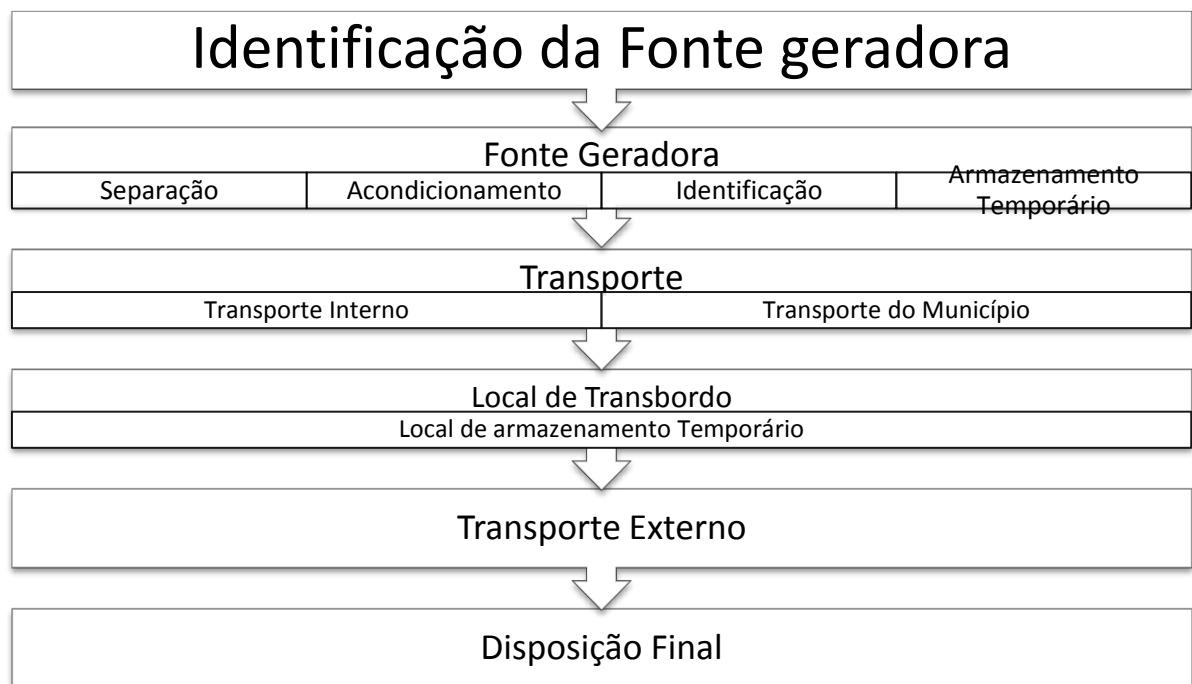 Identificação da Fonte geradora
Fonte Geradora
Separação
Acondicionamento
Identificação
Armazenamento
Temporário
Transporte
Transporte Interno
Transporte do Município
Local de Transbordo
Local de armazenamento Temporário
Transporte Externo
Disposição Final